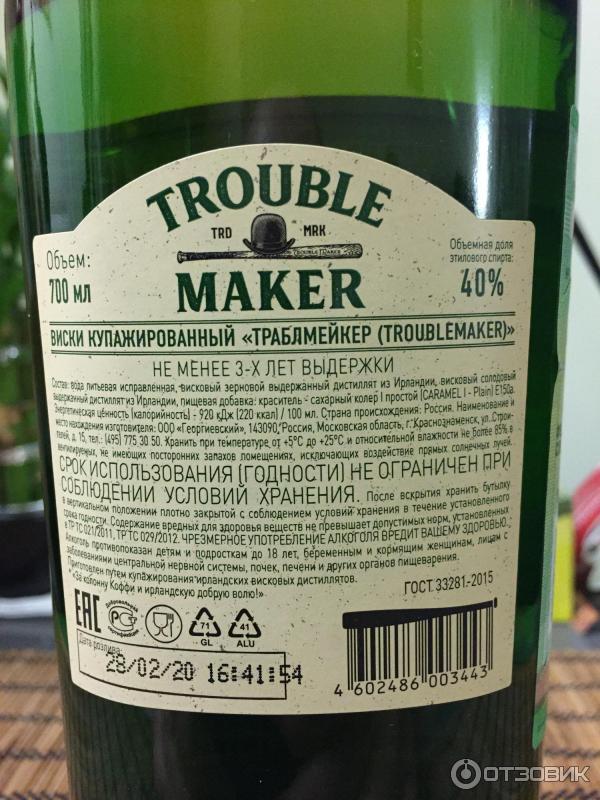 TROUBLE
TRD MRK
TROUBLE MAKER
MAKER
Объем:
700 мл
Объемная доля
этилового спирта:
40%
ВИСКИ КУПАЖИРОВАННЫЙ «ТРАБЛМЕЙКЕР (TROUBLEMAKER)»
НЕ МЕНЕЕ 3-Х ЛЕТ ВЫДЕРЖКИ
Состав: вода питьевая исправленная, висковый зерновой выдержанный дистиллят из Ирландии, висковый солодовый
выдержанный дистиллят из Ирландии, пищевая добавка: краситель - сахарный колер I простой (CARAMEL I - Plain) E150a.
Энергетическая ценность (калорийность) - 920 кДж (220 ккал) / 100 мл. Страна происхождения: Россия. Наименование и
место нахождения изготовителя: ООО «Георгиевский», 143090, Россия, Московская область, г. Краснознаменск, ул. Строи-
телей, д. 15, тел.: (495) 775 30 50. Хранить при температуре от +5°C до +25°C и относительной влажности не более 85% в
вентилируемых, не имеющих посторонних запахов помещениях, исключающих воздействие прямых солнечных лучей.
СРОК ИСПОЛЬЗОВАНИЯ (ГОДНОСТИ) НЕ ОГРАНИЧЕН ПРИ
СОБЛЮДЕНИИ УСЛОВИЙ ХРАНЕНИЯ. После вскрытия хранить бутылку
в вертикальном положении плотно закрытой с соблюдением условий хранения в течение установленного
срока годности. Содержание вредных для здоровья веществ не превышает допустимых норм, установленных
в ТР ТС 021/2011, ТР ТС 029/2012. ЧРЕЗМЕРНОЕ УПОТРЕБЛЕНИЕ АЛКОГОЛЯ ВРЕДИТ ВАШЕМУ ЗДОРОВЬЮ.
Алкоголь противопоказан детям и подросткам до 18 лет, беременным и кормящим женщинам, лицам с
заболеваниями центральной нервной системы, почек, печени и других органов пищеварения.
Приготовлен путем купажирования ирландских висковых дистиллятов.
«За колонну Коффи и ирландскую добрую волю!»
ГОСТ 33281-2015
EAC
Добровольная
РСТ
Сертификация
71
GL
41
ALU
Дата розлива:
28/02/20 16:41:54
4 602486 003443
ОТЗОВИК